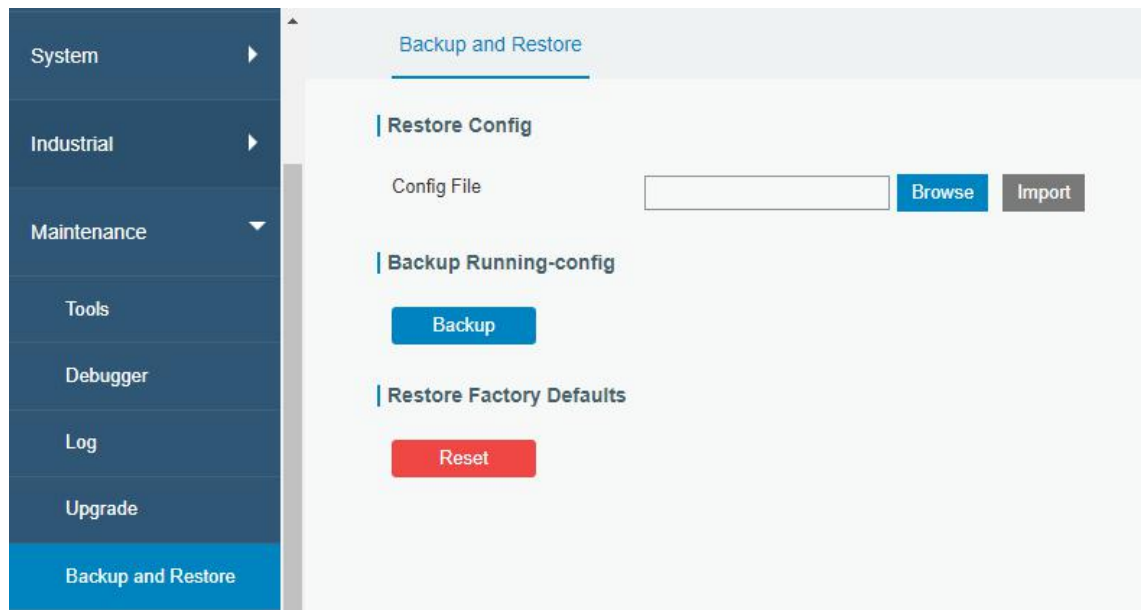 System
Industrial
Maintenance
Tools
Debugger
Log
Upgrade
Backup and Restore
Backup and Restore
Restore Config
Config File
Browse Import
Backup Running-config
Backup
Restore Factory Defaults
Reset